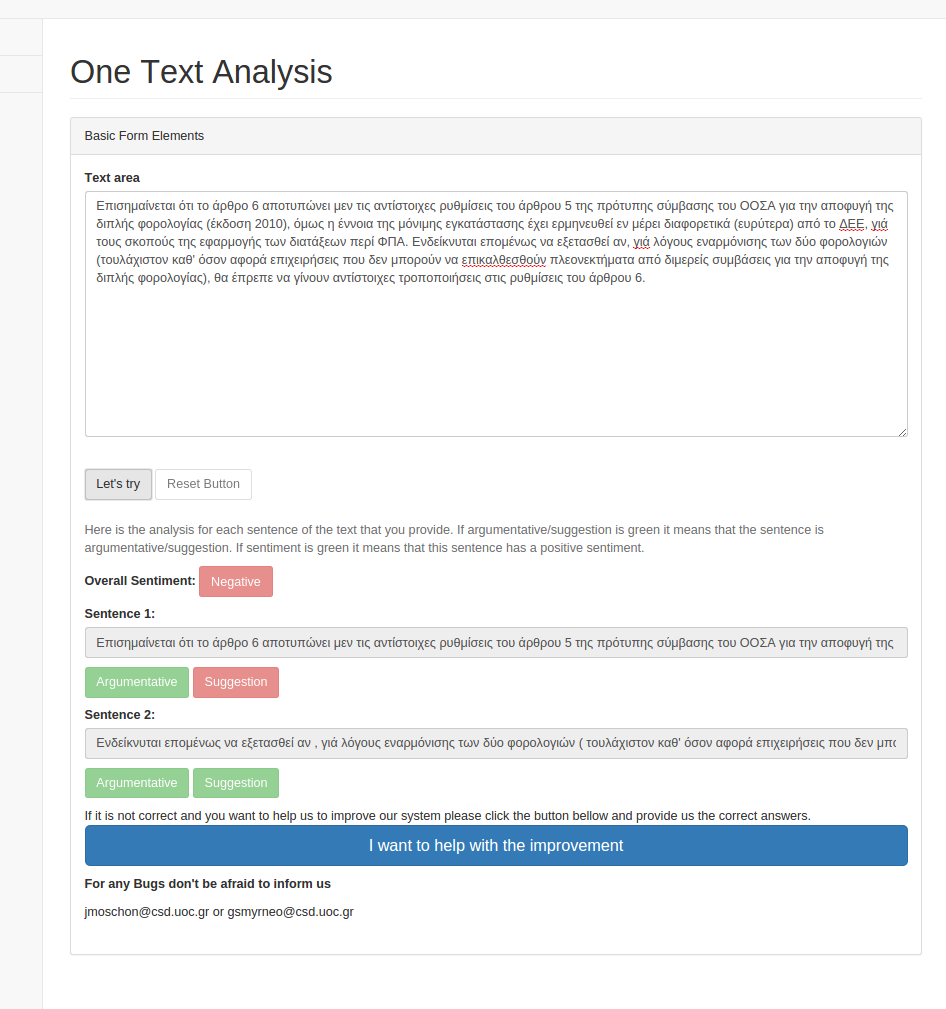 One Text Analysis
Basic Form Elements
Text area
Επισημαίνεται ότι το άρθρο 6 αποτυπώνει μεν τις αντίστοιχες ρυθμίσεις του άρθρου 5 της πρότυπης σύμβασης του ΟΟΣΑ για την αποφυγή της
διπλής φορολογίας (έκδοση 2010), όμως η έννοια της μόνιμης εγκατάστασης έχει ερμηνευθεί εν μέρει διαφορετικά (ευρύτερα) από το ΔΕΕ, γιά
τους σκοπούς της εφαρμογής των διατάξεων περί ΦΠΑ. Ενδείκνυται επομένως να εξετασθεί αν, γιά λόγους εναρμόνισης των δύο φορολογιών
(τουλάχιστον καθ' όσον αφορά επιχειρήσεις που δεν μπορούν να επικαλθεσθούν πλεονεκτήματα από διμερείς συμβάσεις για την αποφυγή της
διπλής φορολογίας), θα έπρεπε να γίνουν αντίστοιχες τροποποιήσεις στις ρυθμίσεις του άρθρου 6.
Let's try Reset Button
Here is the analysis for each sentence of the text that you provide. If argumentative/suggestion is green it means that the sentence is
argumentative/suggestion. If sentiment is green it means that this sentence has a positive sentiment.
Overall Sentiment: Negative
Sentence 1:
Επισημαίνεται ότι το άρθρο 6 αποτυπώνει μεν τις αντίστοιχες ρυθμίσεις του άρθρου 5 της πρότυπης σύμβασης του ΟΟΣΑ για την αποφυγή της
Argumentative Suggestion
Sentence 2:
Ενδείκνυται επομένως να εξετασθεί αν , γιά λόγους εναρμόνισης των δύο φορολογιών ( τουλάχιστον καθ' όσον αφορά επιχειρήσεις που δεν
Argumentative Suggestion
If it is not correct and you want to help us to improve our system please click the button bellow and provide us the correct answers.
I want to help with the improvement
For any Bugs don't be afraid to inform us
jmoschon@csd.uoc.gr or gsmyrneo@csd.uoc.gr